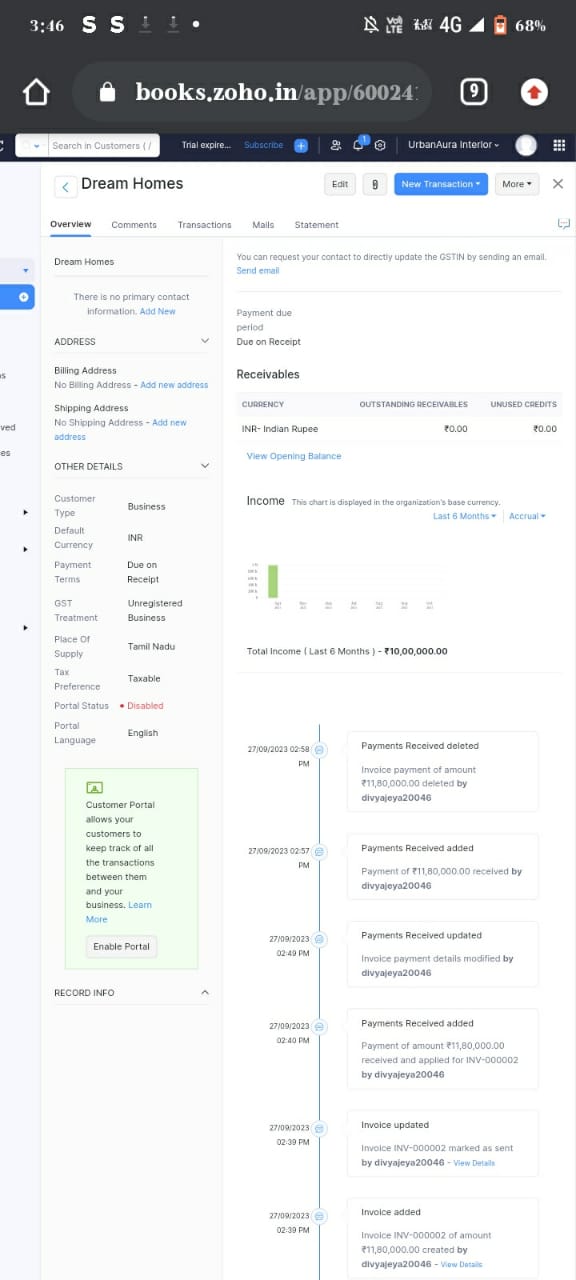 3:46 S S VoI LTE 4G 68%
books.zoho.in/app/60024
9
Search in Customers ( /
Trial expire...
Subscribe
1
UrbanAura Interior
Dream Homes
Edit
New Transaction
More
Overview
Comments
Transactions
Mails
Statement
Dream Homes
There is no primary contact
information. Add New
ADDRESS
Billing Address
No Billing Address - Add new address
Shipping Address
No Shipping Address - Add new
address
OTHER DETAILS
Customer
Type
Business
Default
Currency
INR
Payment
Terms
Due on
Receipt
GST
Treatment
Unregistered
Business
Place Of
Supply
Tamil Nadu
Tax
Preference
Taxable
Portal Status
Disabled
Portal
Language
English
Customer Portal
allows your
customers to
keep track of all
the transactions
between them
and your
business. Learn
More
Enable Portal
RECORD INFO
You can request your contact to directly update the GSTIN by sending an email.
Send email
Payment due
period
Due on Receipt
Receivables
CURRENCY
OUTSTANDING RECEIVABLES
UNUSED CREDITS
INR- Indian Rupee
₹0.00
₹0.00
View Opening Balance
Income This chart is displayed in the organization's base currency.
Last 6 Months
Accrual
Total Income ( Last 6 Months ) - ₹10,00,000.00
27/09/2023 02:58
PM
Payments Received deleted
Invoice payment of amount
₹11,80,000.00 deleted by
divyajeya20046
27/09/2023 02:57
PM
Payments Received added
Payment of ₹11,80,000.00 received by
divyajeya20046
27/09/2023
02:49 PM
Payments Received updated
Invoice payment details modified by
divyajeya20046
27/09/2023
02:40 PM
Payments Received added
Payment of amount ₹11,80,000.00
received and applied for INV-000002
by divyajeya20046
27/09/2023
02:39 PM
Invoice updated
Invoice INV-000002 marked as sent
by divyajeya20046 - View Details
27/09/2023
02:39 PM
Invoice added
Invoice INV-000002 of amount
₹11,80,000.00 created by
divyajeya20046 - View Details